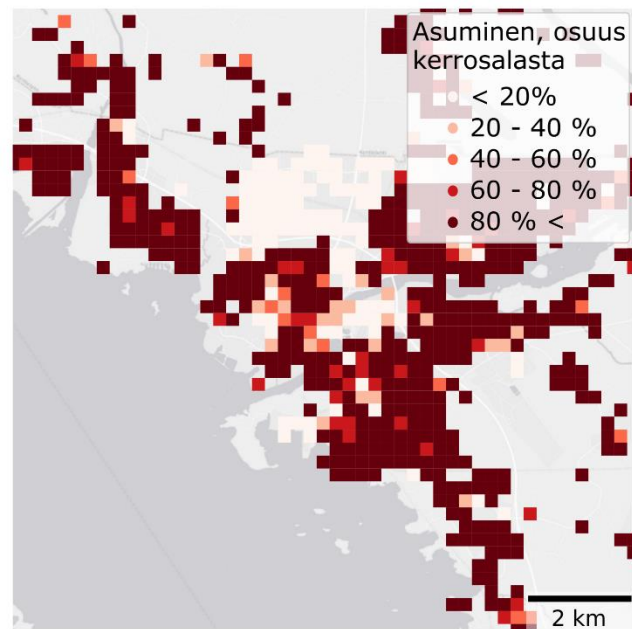 Asuminen, osuus
kerrosalasta
< 20%
20 - 40 %
40 - 60 %
60 - 80 %
80 % <
2 km